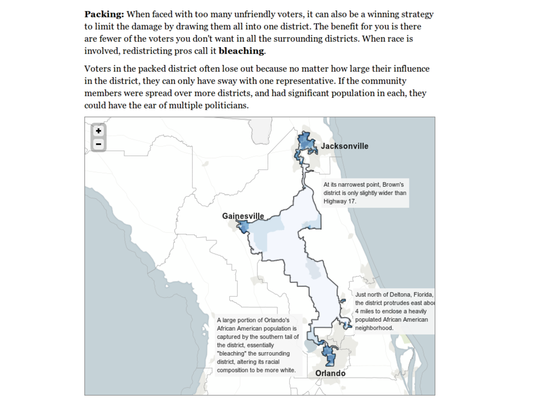 Packing: When faced with too many unfriendly voters, it can also be a winning strategy
to limit the damage by drawing them all into one district. The benefit for you is there
are fewer of the voters you don't want in all the surrounding districts. When race is
involved, redistricting pros call it bleaching.
Voters in the packed district often lose out because no matter how large their influence
in the district, they can only have sway with one representative. If the community
members were spread over more districts, and had significant population in each, they
could have the ear of multiple politicians.
+
−
Jacksonville
At its narrowest point, Brown's
district is only slightly wider than
Highway 17.
Gainesville
Just north of Deltona, Florida,
the district protrudes east abou
4 miles to enclose a heavily
populated African American
neighborhood.
A large portion of Orlando's
African American population is
captured by the southern tail of
the district, essentially
"bleaching" the surrounding
district, altering its racial
composition to be more white.
Orlando